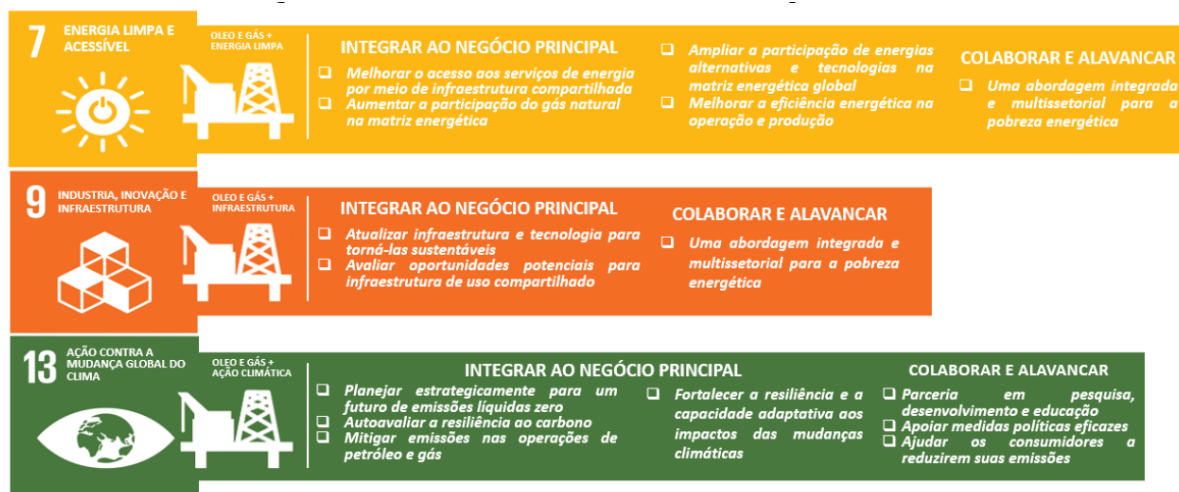 7
ENERGIA LIMPA E
ACESSÍVEL
OLEO E GÁS +
ENERGIA LIMPA
INTEGRAR AO NEGÓCIO PRINCIPAL
❑ Melhorar o acesso aos serviços de energia
por meio de infraestrutura compartilhada
❑ Aumentar a participação do gás natural
na matriz energética
❑ Ampliar a participação de energias
alternativas e tecnologias na
matriz energética global
❑ Melhorar a eficiência energética na
operação e produção
COLABORAR E ALAVANCAR
❑ Uma abordagem integrada
e multissetorial para a
pobreza energética
9
INDUSTRIA, INOVAÇÃO E
INFRAESTRUTURA
OLEO E GÁS +
INFRAESTRUTURA
INTEGRAR AO NEGÓCIO PRINCIPAL
❑ Atualizar infraestrutura e tecnologia para
torná-las sustentáveis
❑ Avaliar oportunidades potenciais para
infraestrutura de uso compartilhado
COLABORAR E ALAVANCAR
❑ Uma abordagem integrada e
multissetorial para a pobreza
energética
13
AÇÃO CONTRA A
MUDANÇA GLOBAL DO
CLIMA
OLEO E GÁS +
AÇÃO CLIMÁTICA
INTEGRAR AO NEGÓCIO PRINCIPAL
❑ Planejar estrategicamente para um
futuro de emissões líquidas zero
❑ Autoavaliar a resiliência ao carbono
❑ Mitigar emissões nas operações de
petróleo e gás
❑ Fortalecer a resiliência e a
capacidade adaptativa aos
impactos das mudanças
climáticas
COLABORAR E ALAVANCAR
❑ Parceria em pesquisa,
desenvolvimento e educação
❑ Apoiar medidas políticas eficazes
❑ Ajudar os consumidores a
reduzirem suas emissões